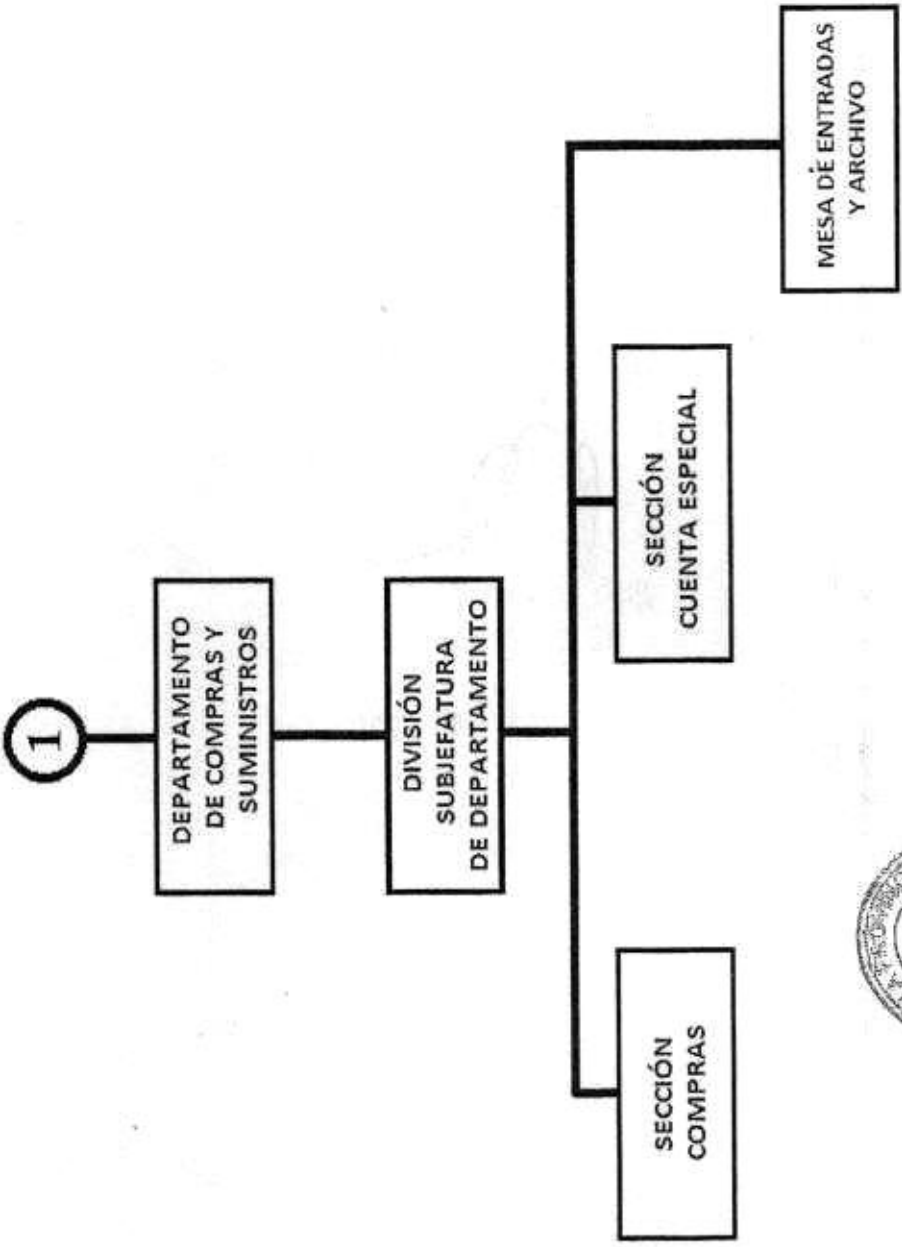 1
DEPARTAMENTO
DE COMPRAS Y
SUMINISTROS
DIVISIÓN
SUBJEFATURA
DE DEPARTAMENTO
SECCIÓN
COMPRAS
SECCIÓN
CUENTA ESPECIAL
MESA DE ENTRADAS
Y ARCHIVO